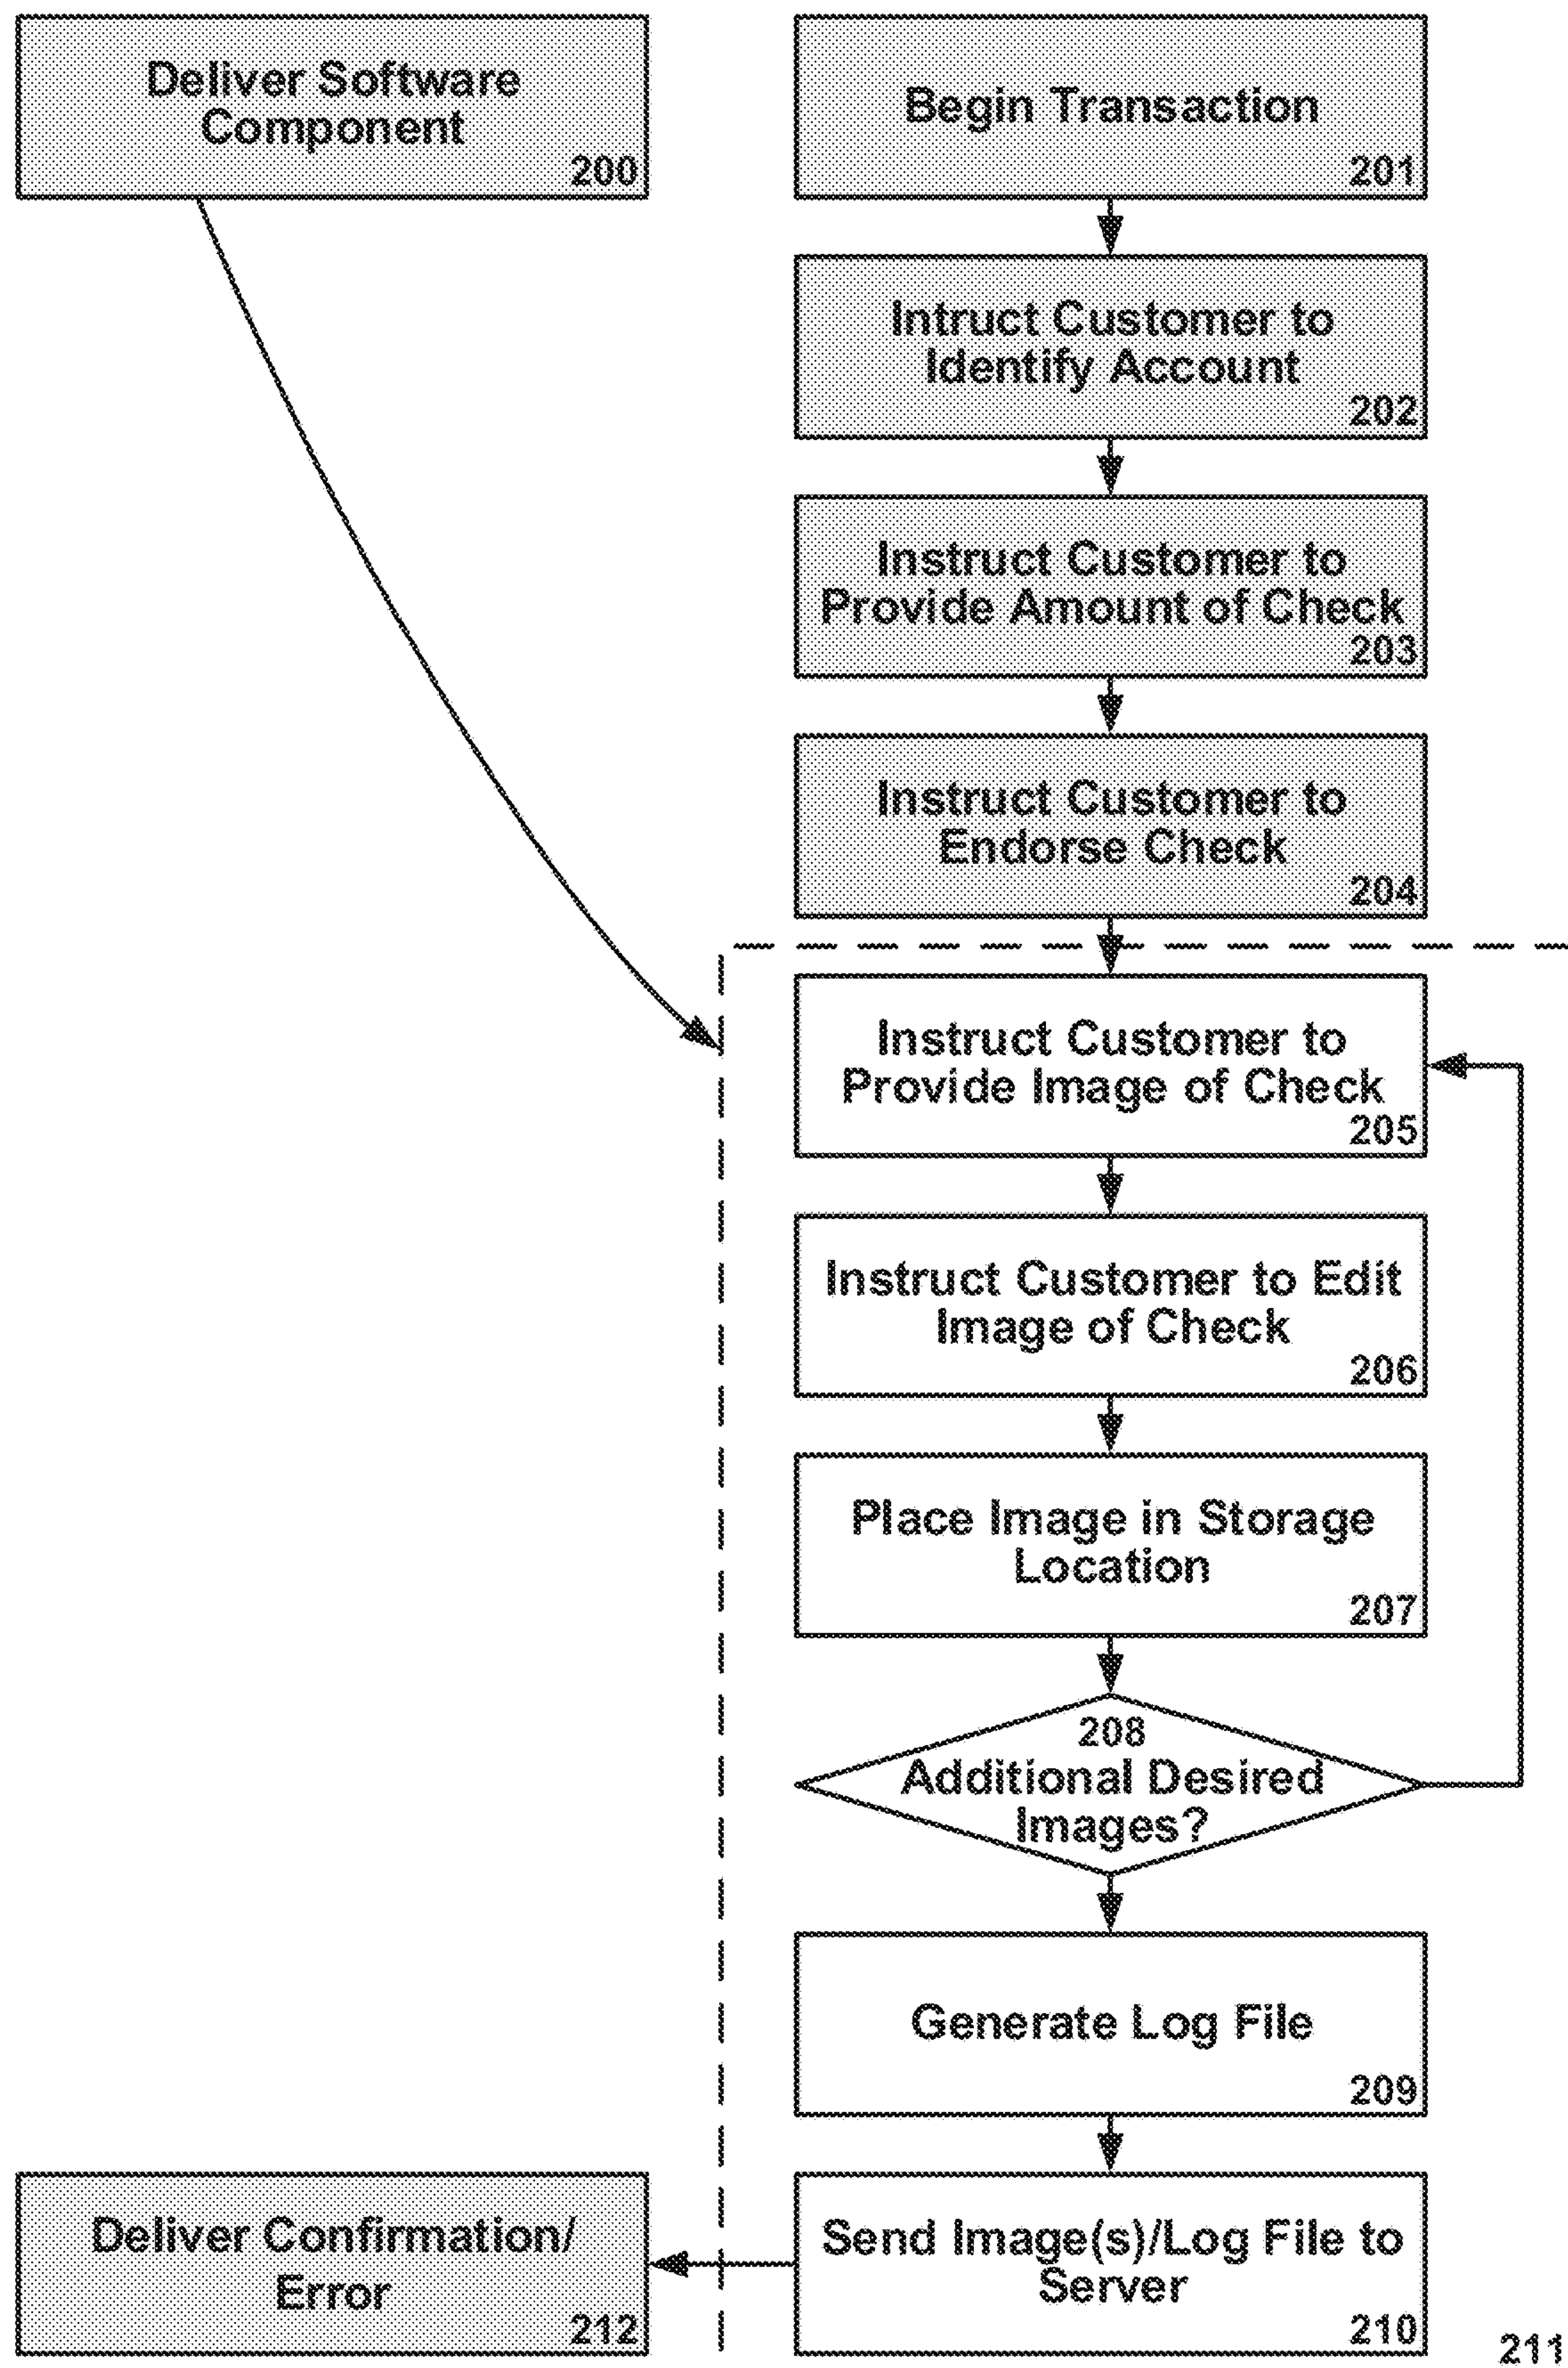 Deliver Software
Component
200
Begin Transaction
201
Intruct Customer to
Identify Account
202
Instruct Customer to
Provide Amount of Check
203
Instruct Customer to
Endorse Check
204
Instruct Customer to
Provide Image of Check
205
Instruct Customer to Edit
Image of Check
206
Place Image in Storage
Location
207
208
Additional Desired
Images?
Generate Log File
209
Send Image(s)/Log File to
Server
210
211
Deliver Confirmation/
Error
212